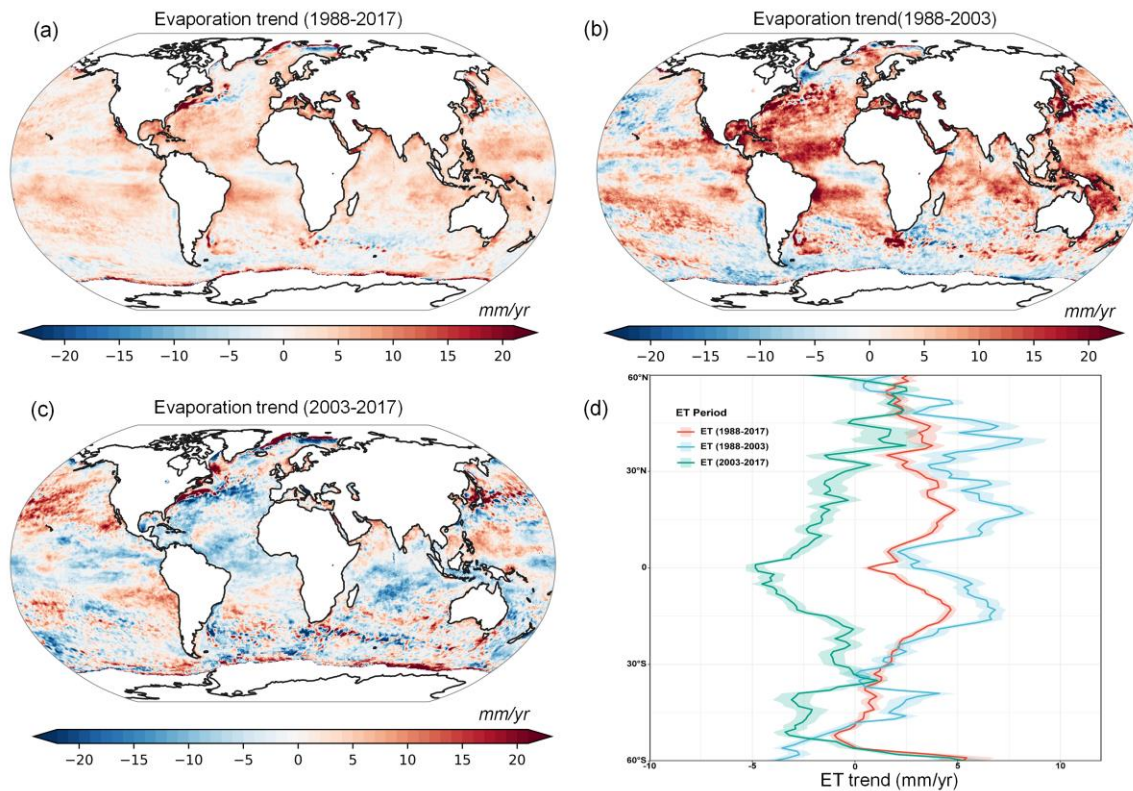 (a)
Evaporation trend (1988-2017)
mm/yr
−20 −15 −10 −5 0 5 10 15 20
(b)
Evaporation trend(1988-2003)
mm/yr
−20 −15 −10 −5 0 5 10 15 20
(c)
Evaporation trend (2003-2017)
mm/yr
−20 −15 −10 −5 0 5 10 15 20
(d)
60°N
30°N
0
30°S
60°S
ET Period
ET (1988-2017)
ET (1988-2003)
ET (2003-2017)
-10 -5 0 5
ET trend (mm/yr)